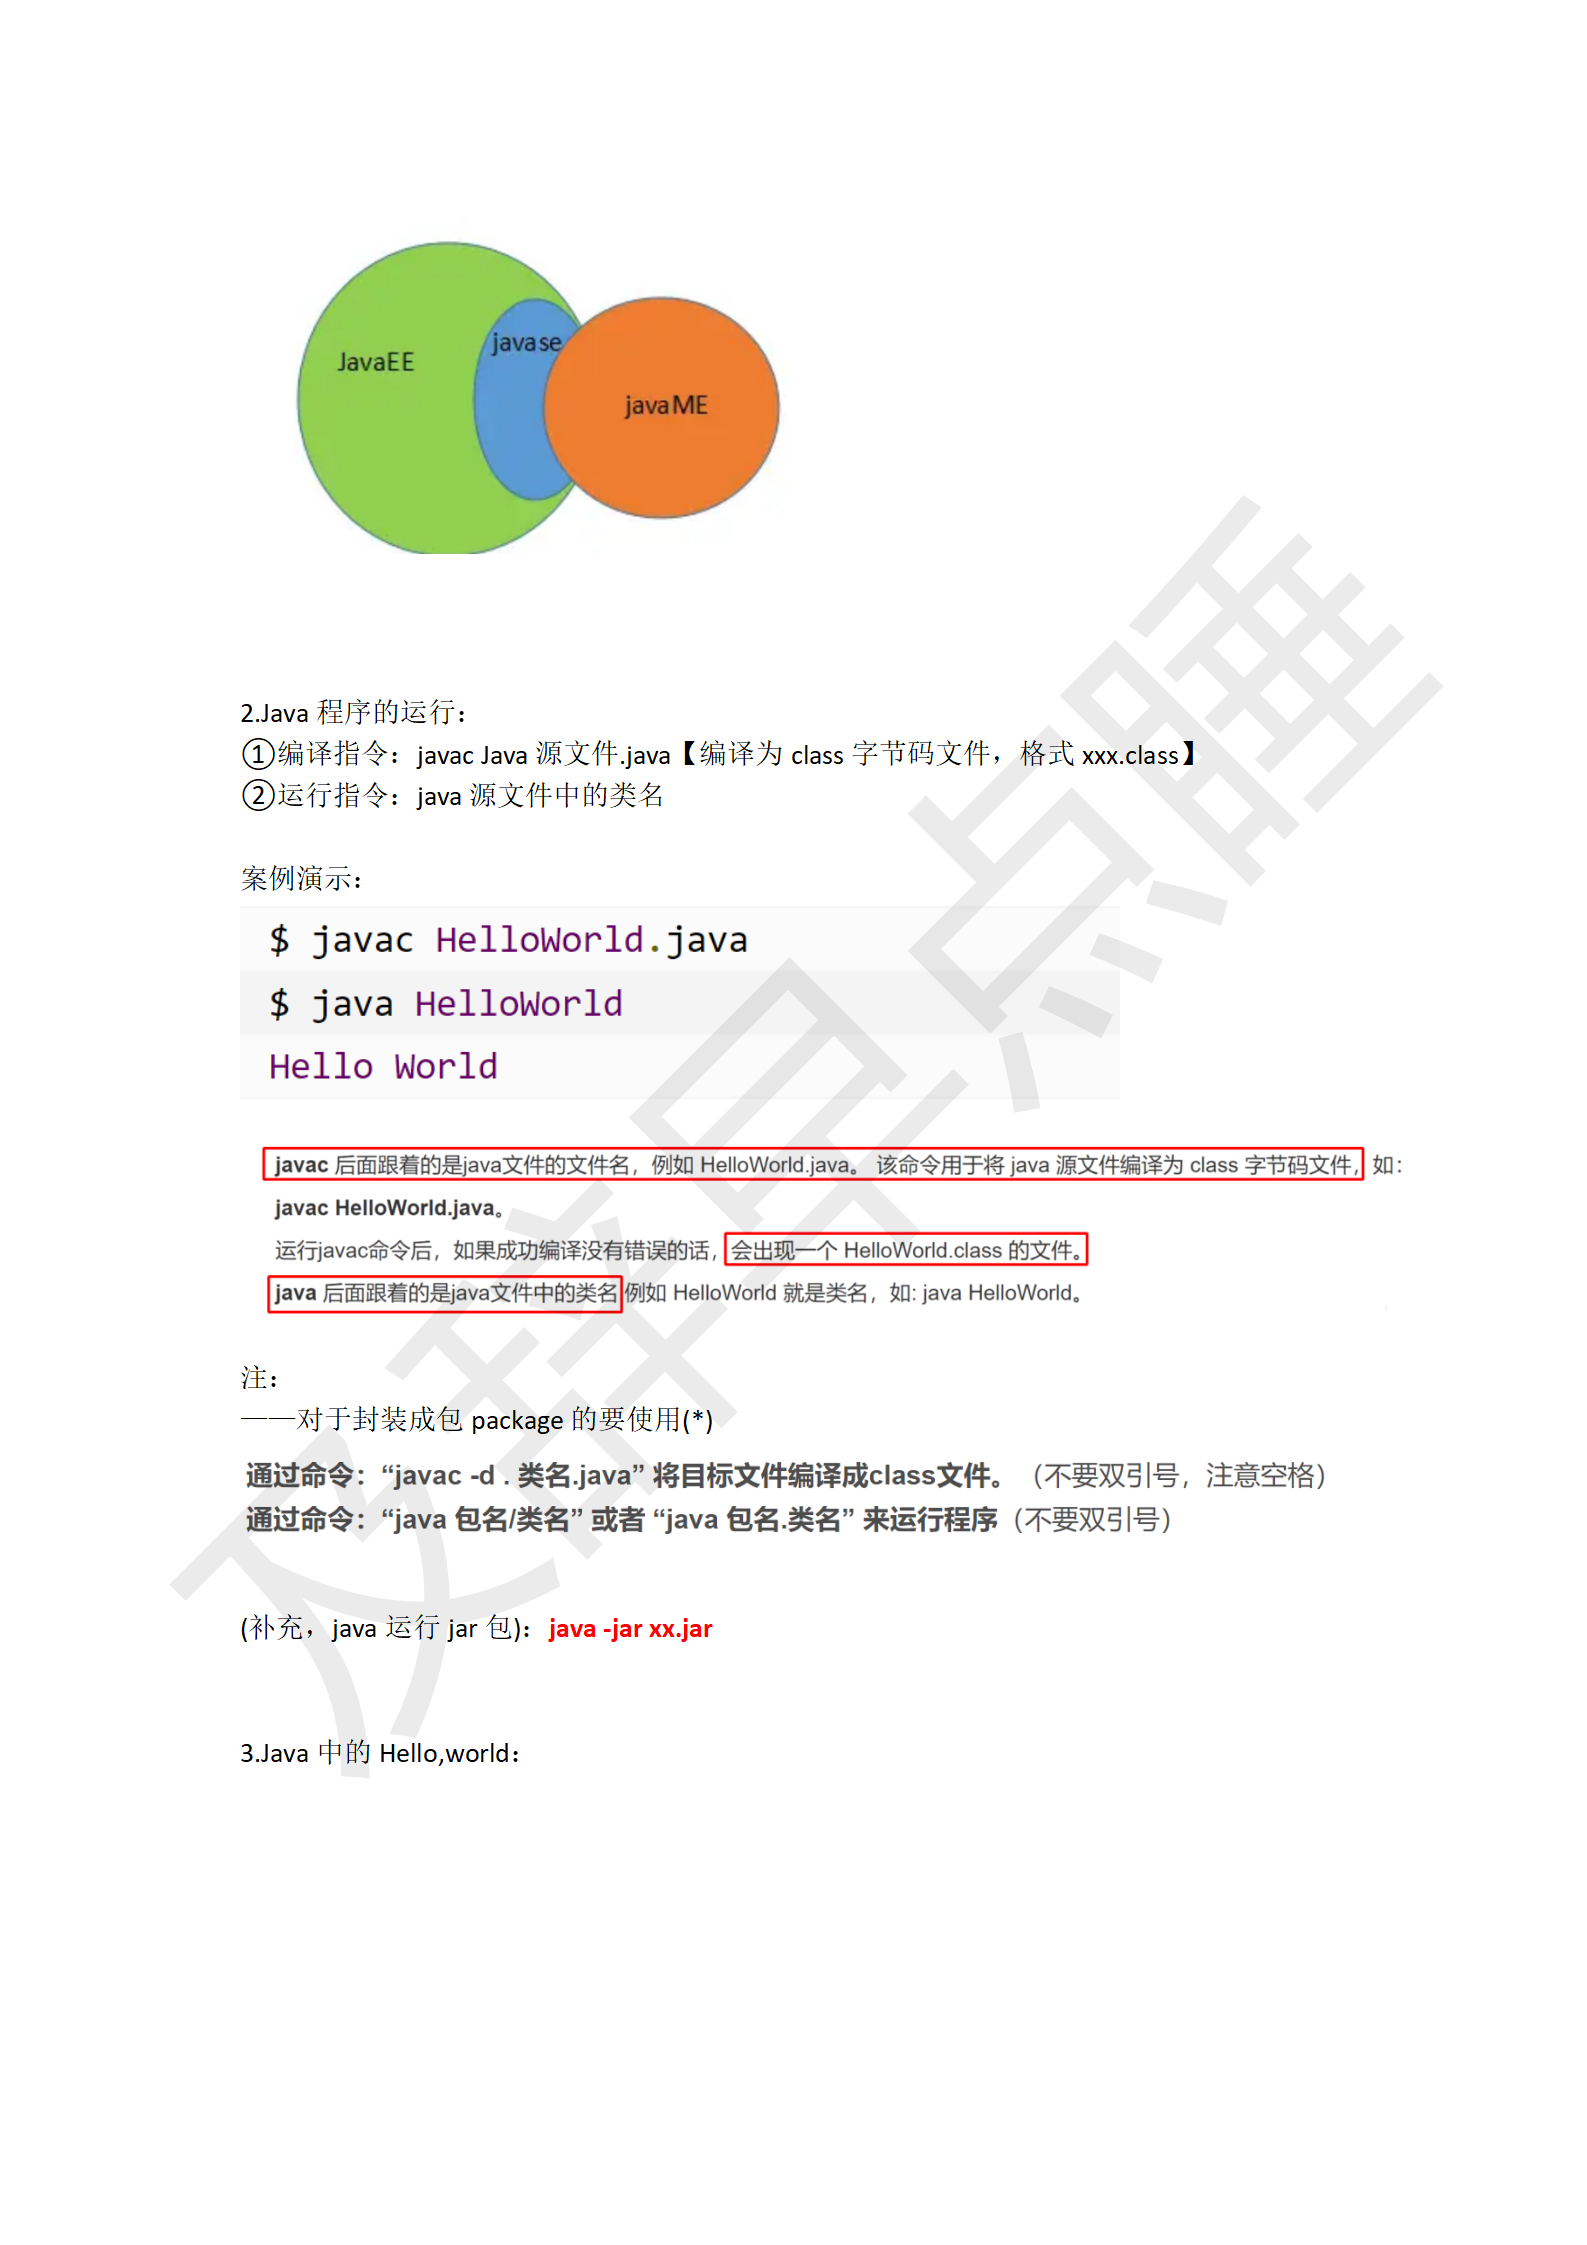 JavaEE
javase
javaME
2.Java 程序的运行：
①编译指令：javac Java 源文件.java【编译为 class 字节码文件，格式 xxx.class】
②运行指令：java 源文件中的类名
案例演示：
$ javac HelloWorld.java
$ java HelloWorld
Hello World
javac 后面跟着的是java文件的文件名，例如 HelloWorld.java。 该命令用于将 java 源文件编译为 class 字节码文件，如：
javac HelloWorld.java。
运行javac命令后，如果成功编译没有错误的话，会出现一个 HelloWorld.class 的文件。
java 后面跟着的是java文件中的类名,例如 HelloWorld 就是类名，如: java HelloWorld。
注：
——对于封装成包 package 的要使用(*)
通过命令：“javac -d . 类名.java” 将目标文件编译成class文件。（不要双引号，注意空格）
通过命令：“java 包名/类名” 或者 “java 包名.类名” 来运行程序（不要双引号）
(补充，java 运行 jar 包)：java -jar xx.jar
3.Java 中的 Hello,world：
及辞早点睡